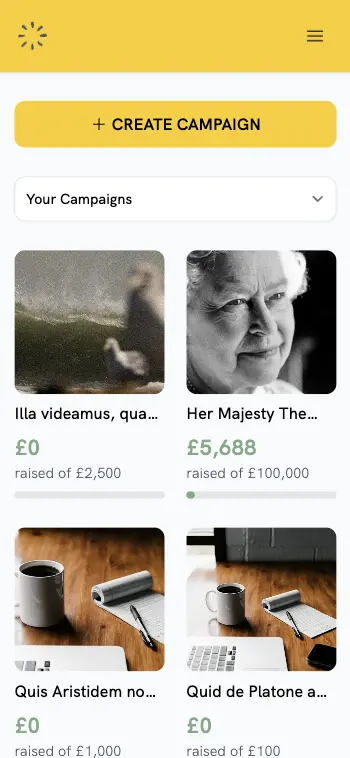 + CREATE CAMPAIGN
Your Campaigns
Illa videamus, qua...
£0
raised of £2,500
Her Majesty The...
£5,688
raised of £100,000
Quis Aristidem no...
£0
raised of £1,000
Quid de Platone a...
£0
raised of £100